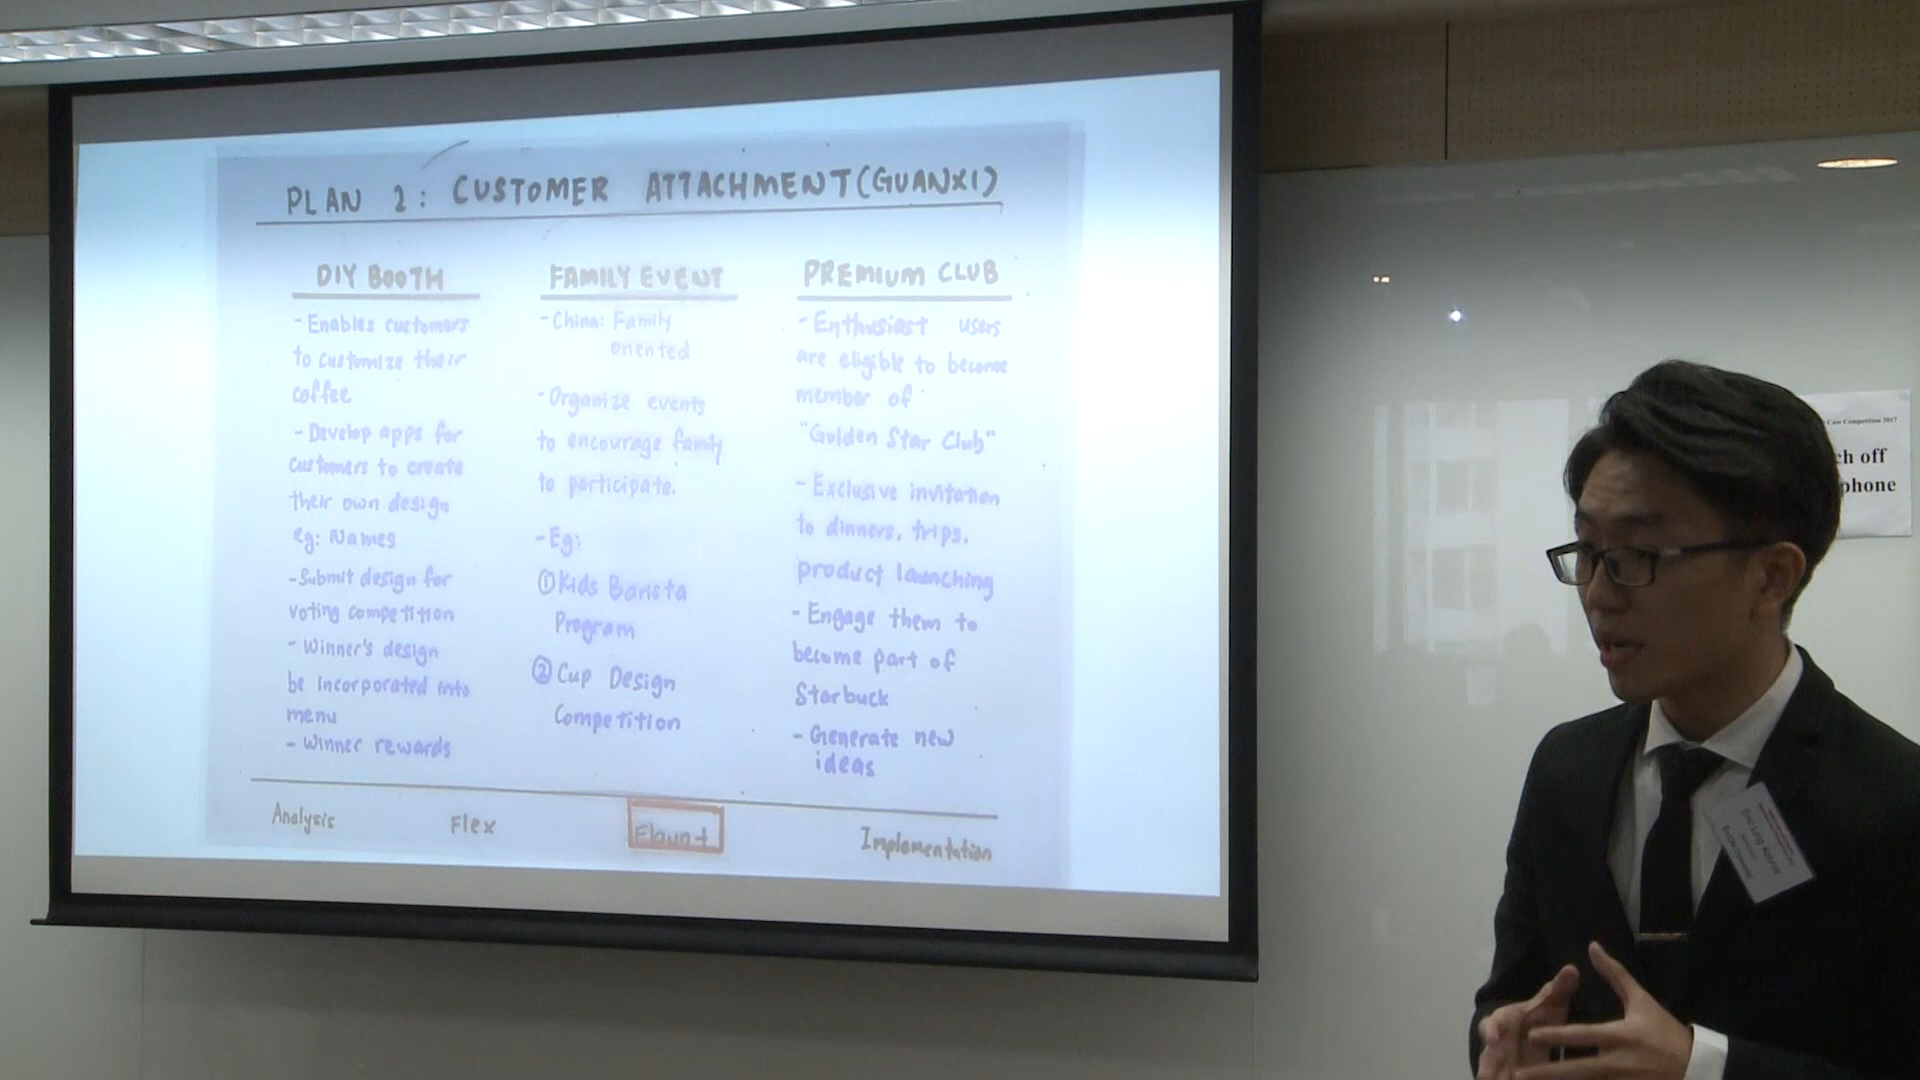 PLAN 2: CUSTOMER ATTACHMENT(GUANXI)
DIY BOOTH
- Enables customers
to customize their
coffee
- Develop apps for
customers to create
their own design
eg: Names
- Submit design for
voting competition
- Winner's design
be incorporated into
menu
- Winner rewards
FAMILY EVENT
- China: Family
oriented
- Organize events
to encourage family
to participate.
- Eg:
① Kids Barista
Program
② Cup Design
Competition
PREMIUM CLUB
- Enthusiast users
are eligible to become
member of
"Golden Star Club"
- Exclusive invitation
to dinners, trips,
product launching
- Engage them to
become part of
Starbuck
- Generate new
ideas
Analysis Flex Flaunt Implementation
Case Competition 2017
ch off
phone